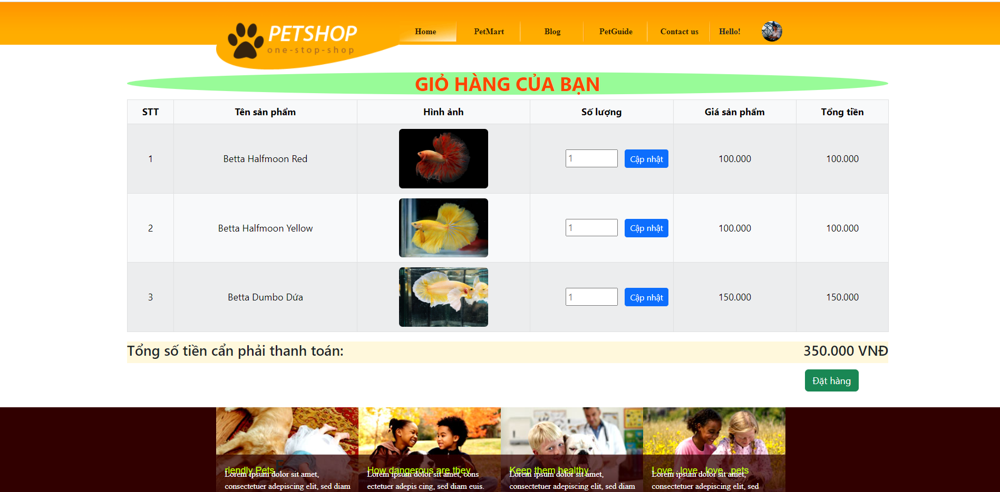 PETSHOP
one-stop-shop
Home PetMart Blog PetGuide Contact us Hello!
GIỎ HÀNG CỦA BẠN
STT Tên sản phẩm Hình ảnh Số lượng Giá sản phẩm Tổng tiền
1 Betta Halfmoon Red 1 Cập nhật 100.000 100.000
2 Betta Halfmoon Yellow 1 Cập nhật 100.000 100.000
3 Betta Dumbo Dứa 1 Cập nhật 150.000 150.000
Tổng số tiền cẩn phải thanh toán: 350.000 VNĐ
Đặt hàng
riendly Pets F
Lorem ipsum dolor sit amet,
consectetuer adepiscing elit, sed diam
How dangerous are they
Lorem ipsum dolor sit amet, cons
ectetuer adepis cing, sed diam euis.
Keep them healthy
Lorem ipsum dolor sit amet,
consectetuer adepiscing elit, sed diam
Love.. love.. love.. pets
Lorem ipsum dolor sit amet,
consectetuer adepiscing elit, sed